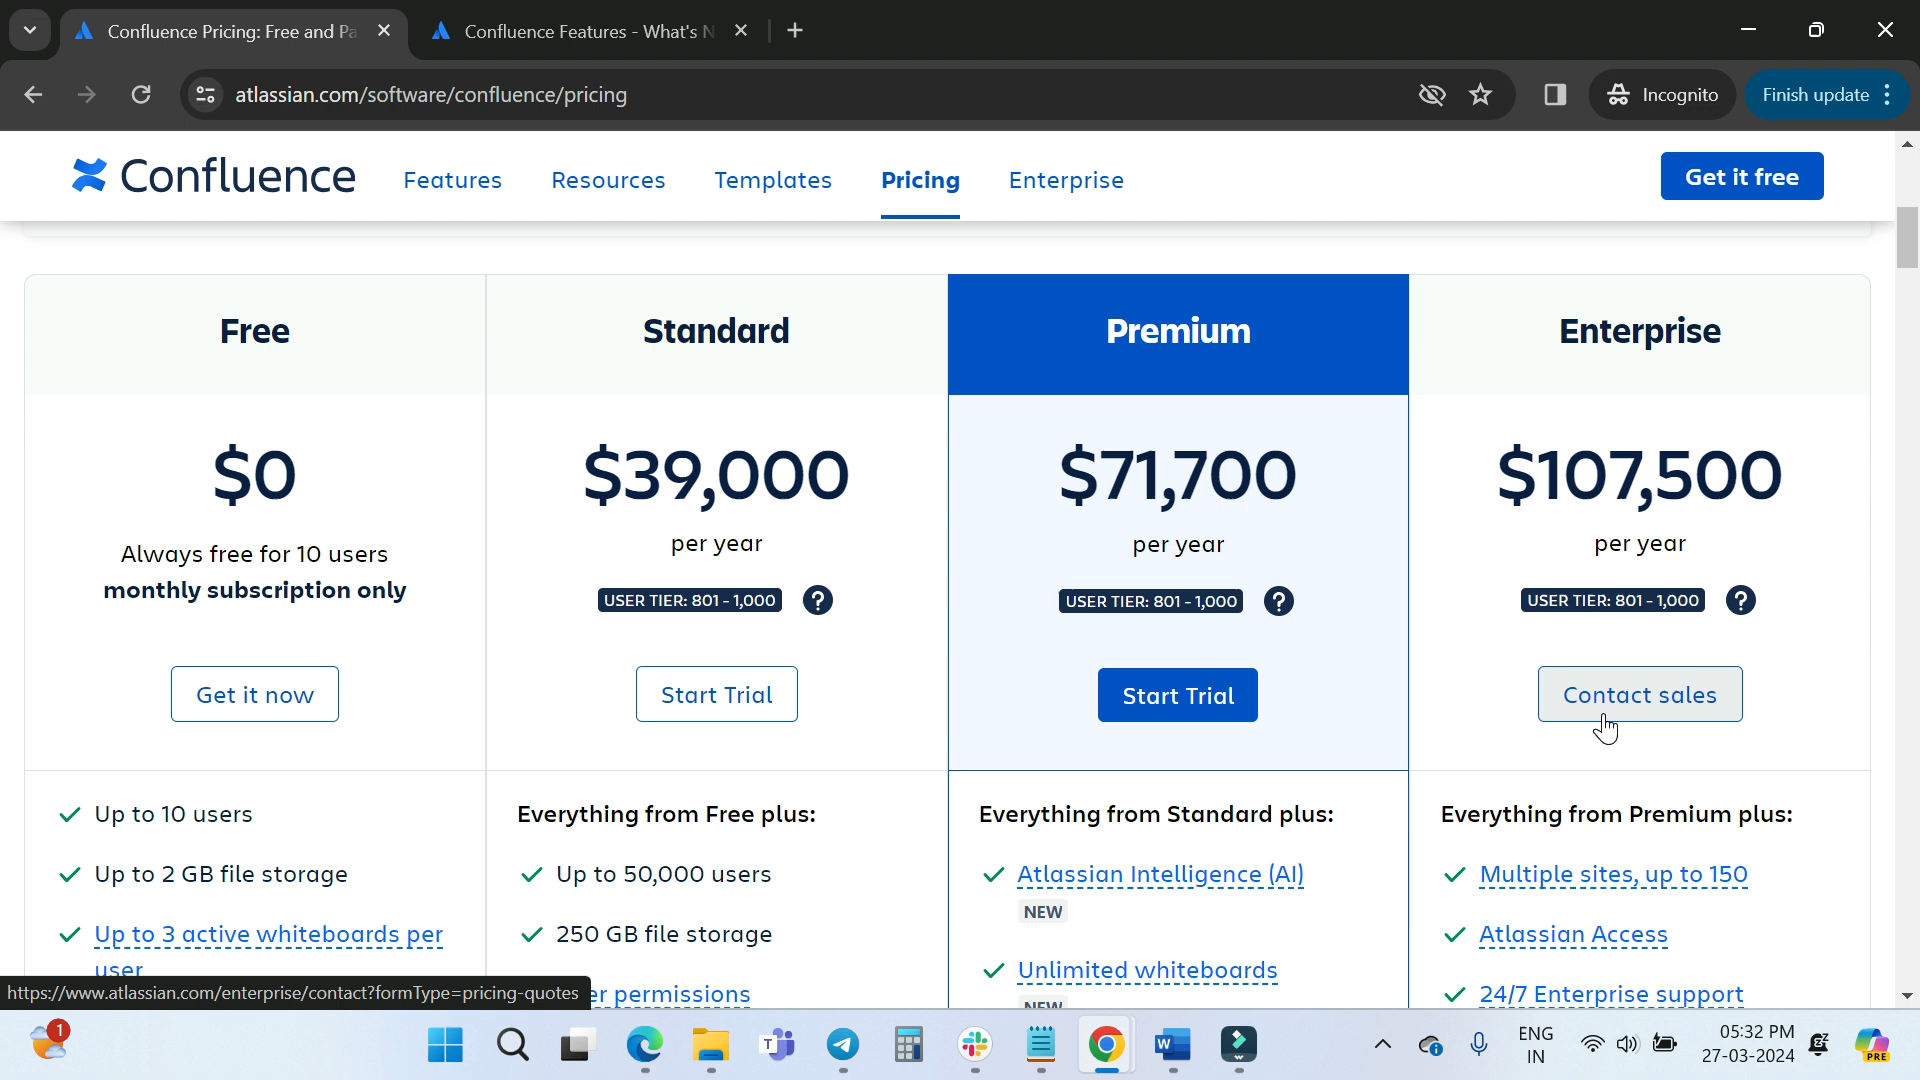 Confluence Pricing: Free and Pa
Confluence Features - What's N
atlassian.com/software/confluence/pricing
Incognito
Finish update
Confluence
Features
Resources
Templates
Pricing
Enterprise
Get it free
Free
Standard
Premium
Enterprise
$0
$39,000
$71,700
$107,500
Always free for 10 users
monthly subscription only
per year
per year
per year
USER TIER: 801 - 1,000 ?
USER TIER: 801 - 1,000 ?
USER TIER: 801 - 1,000 ?
Get it now
Start Trial
Start Trial
Contact sales
Up to 10 users
Up to 2 GB file storage
Up to 3 active whiteboards per
user
Everything from Free plus:
Up to 50,000 users
250 GB file storage
er permissions
Everything from Standard plus:
Atlassian Intelligence (AI)
NEW
Unlimited whiteboards
NEW
Everything from Premium plus:
Multiple sites, up to 150
Atlassian Access
24/7 Enterprise support
https://www.atlassian.com/enterprise/contact?formType=pricing-quotes
1
ENG
IN
05:32 PM
27-03-2024
PRE